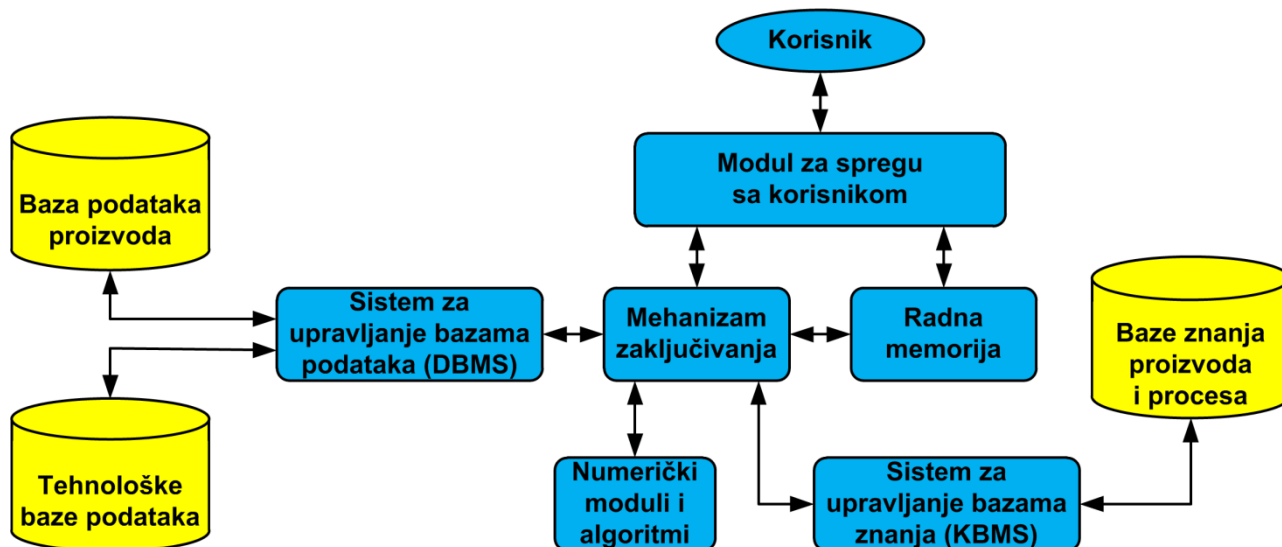 Korisnik
Modul za spregu
sa korisnikom
Baza podataka
proizvoda
Sistem za
upravljanje bazama
podataka (DBMS)
Mehanizam
zaključivanja
Radna
memorija
Baze znanja
proizvoda
i procesa
Tehnološke
baze podataka
Numerički
moduli i
algoritmi
Sistem za
upravljanje bazama
znanja (KBMS)